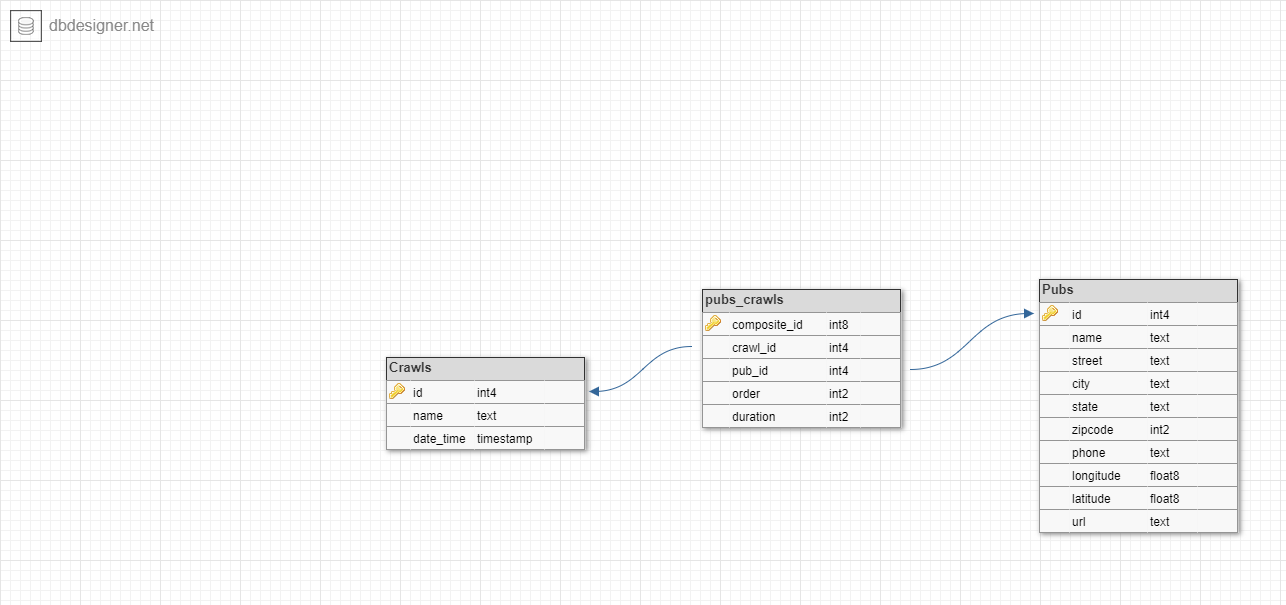 dbdesigner.net
Crawls
id int4
name text
date_time timestamp
pubs_crawls
composite_id int8
crawl_id int4
pub_id int4
order int2
duration int2
Pubs
id int4
name text
street text
city text
state text
zipcode int2
phone text
longitude float8
latitude float8
url text